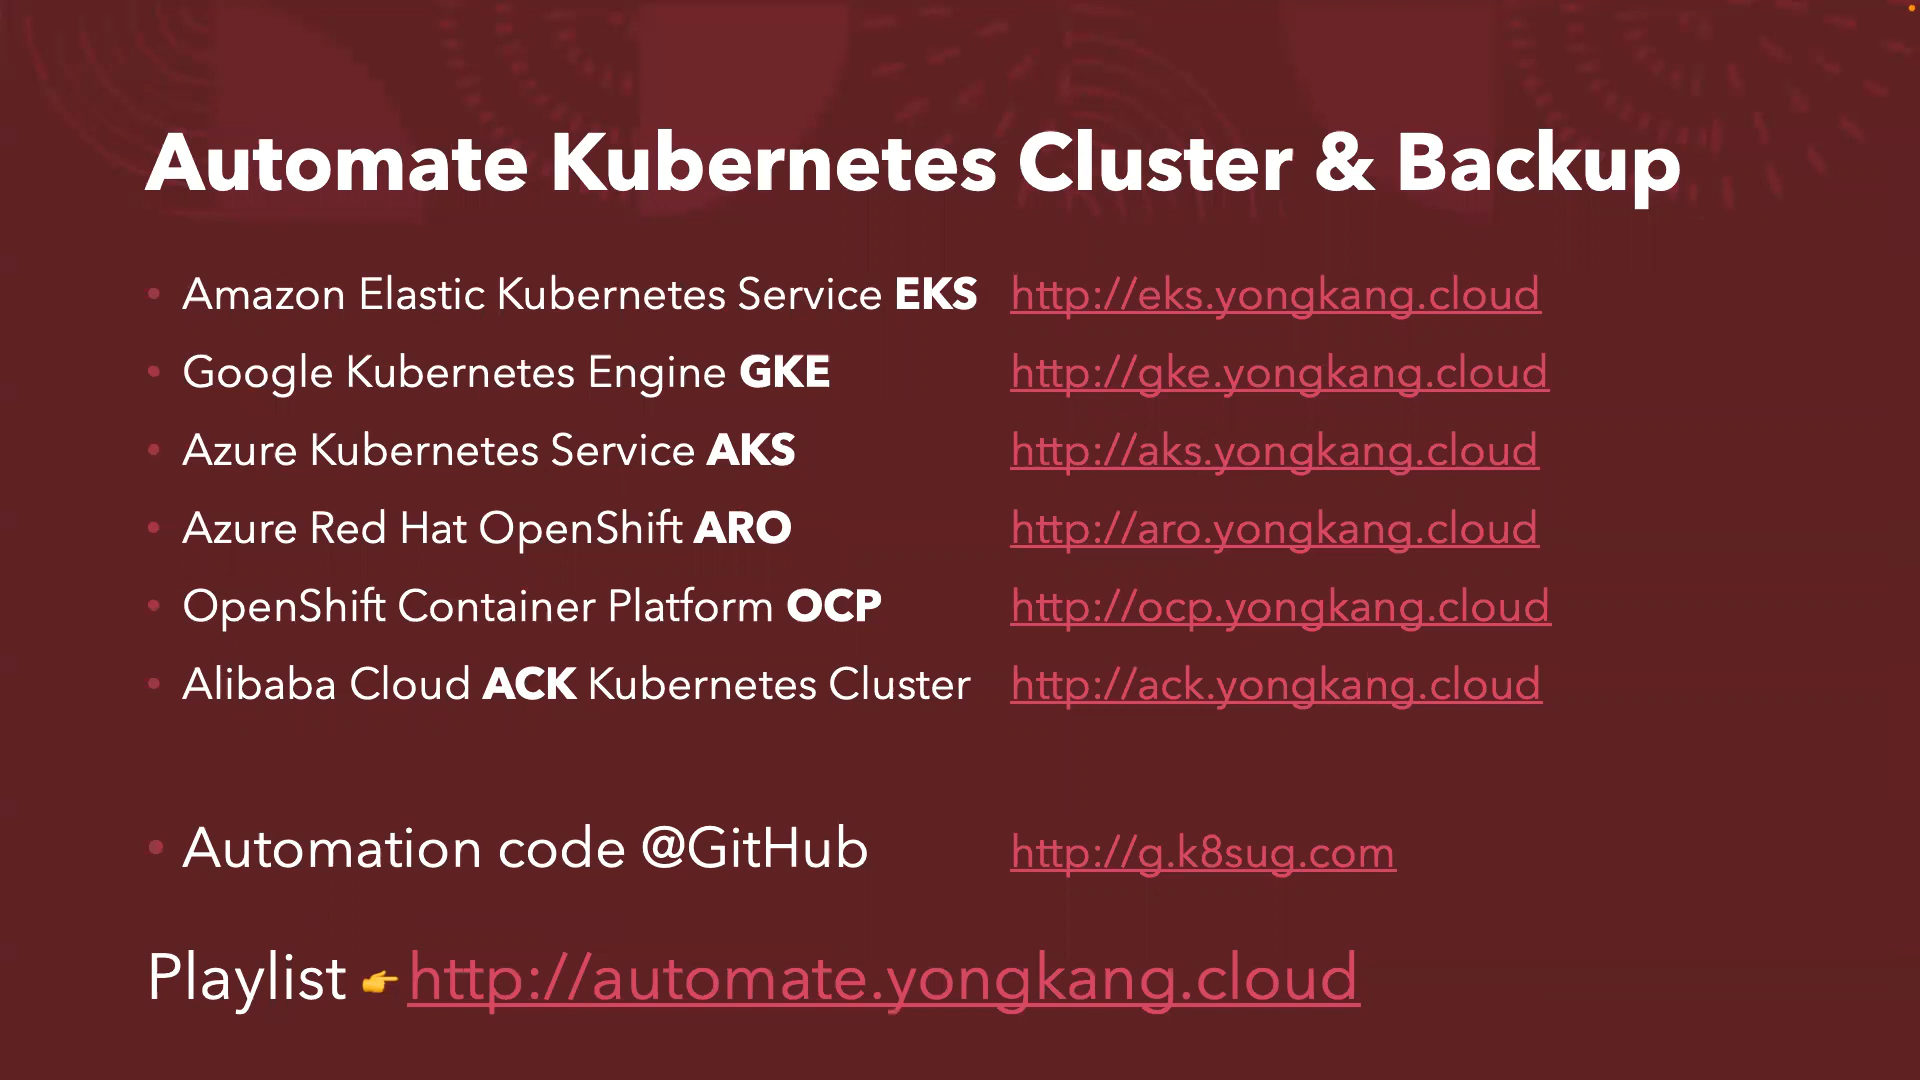 Automate Kubernetes Cluster & Backup
• Amazon Elastic Kubernetes Service EKS http://eks.yongkang.cloud
• Google Kubernetes Engine GKE http://gke.yongkang.cloud
• Azure Kubernetes Service AKS http://aks.yongkang.cloud
• Azure Red Hat OpenShift ARO http://aro.yongkang.cloud
• OpenShift Container Platform OCP http://ocp.yongkang.cloud
• Alibaba Cloud ACK Kubernetes Cluster http://ack.yongkang.cloud
• Automation code @GitHub http://g.k8sug.com
Playlist 👉 http://automate.yongkang.cloud